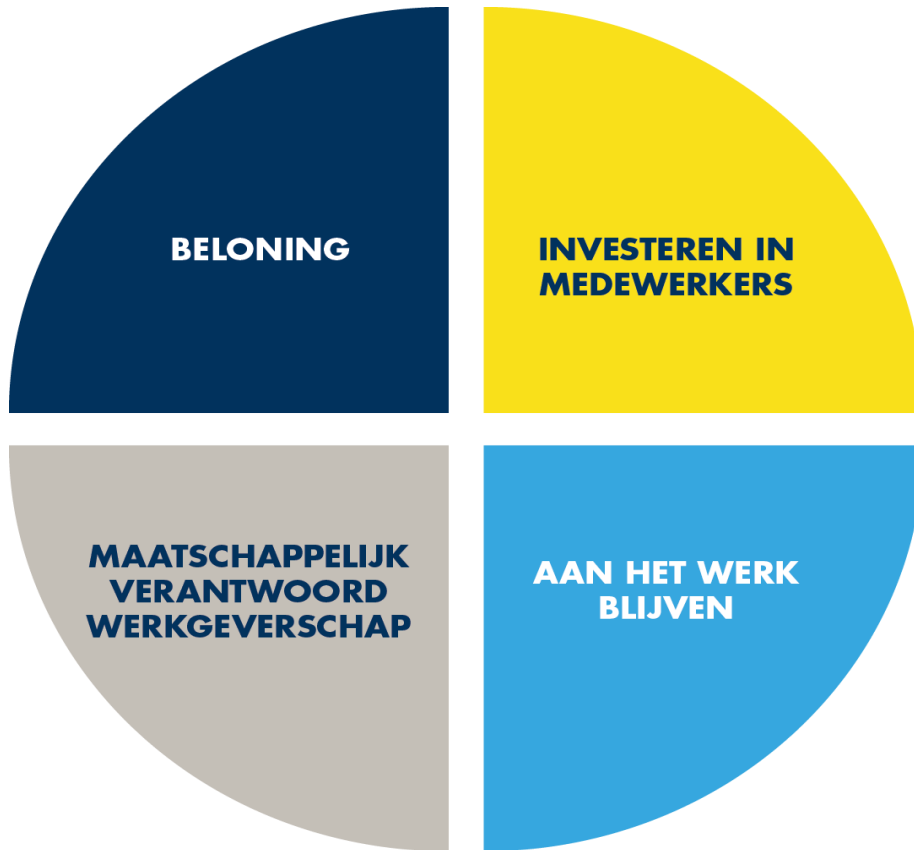 BELONING
INVESTEREN IN
MEDEWERKERS
MAATSCHAPPELIJK
VERANTWOORD
WERKGEVERSCHAP
AAN HET WERK
BLIJVEN